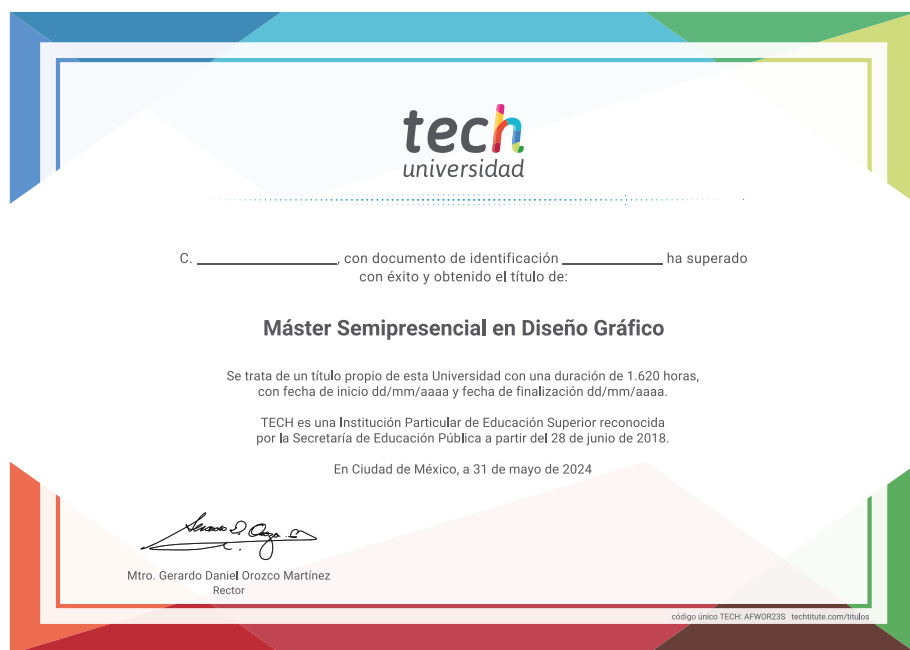 tech
universidad
C. ____________________, con documento de identificación ______________ ha superado
con éxito y obtenido el título de:
Máster Semipresencial en Diseño Gráfico
Se trata de un título propio de esta Universidad con una duración de 1.620 horas,
con fecha de inicio dd/mm/aaaa y fecha de finalización dd/mm/aaaa.
TECH es una Institución Particular de Educación Superior reconocida
por la Secretaría de Educación Pública a partir del 28 de junio de 2018.
En Ciudad de México, a 31 de mayo de 2024
Mtro. Gerardo Daniel Orozco Martínez
Rector
código único TECH: AFWOR23S techtitute.com/titulos